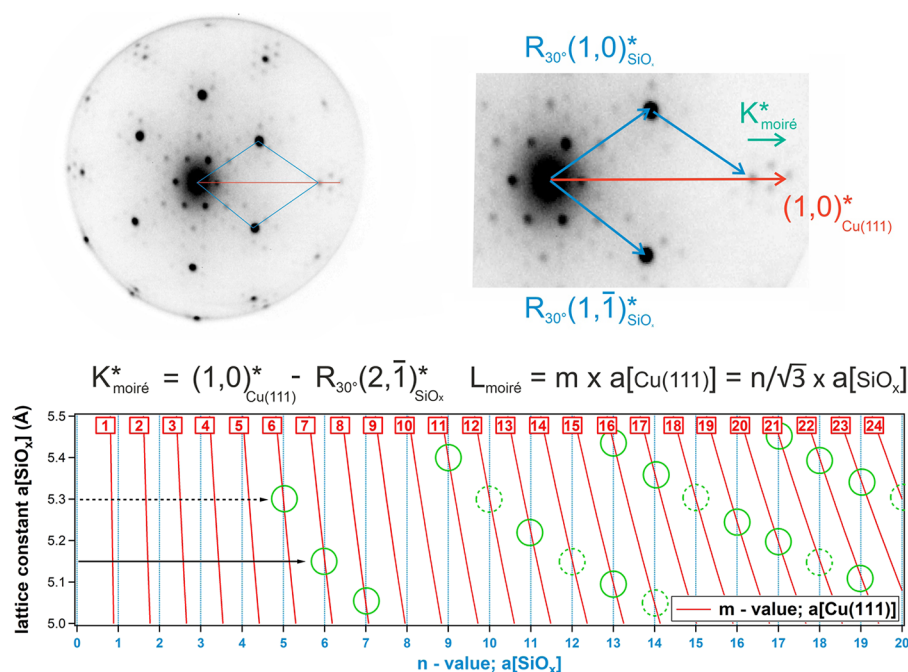 R30°(1,0)*SiOₓ
K*moiré
(1,0)*Cu(111)
R30°(1,1̄)*SiOₓ
K*moiré = (1,0)*Cu(111) - R30°(2,1̄)*SiOx   Lmoiré = m x a[Cu(111)] = n/√3 x a[SiOx]
lattice constant a[SiOx] (Å)
5.5
5.4
5.3
5.2
5.1
5.0
1 2 3 4 5 6 7 8 9 10 11 12 13 14 15 16 17 18 19 20 21 22 23 24
m - value; a[Cu(111)]
0 1 2 3 4 5 6 7 8 9 10 11 12 13 14 15 16 17 18 19 20
n - value; a[SiOx]